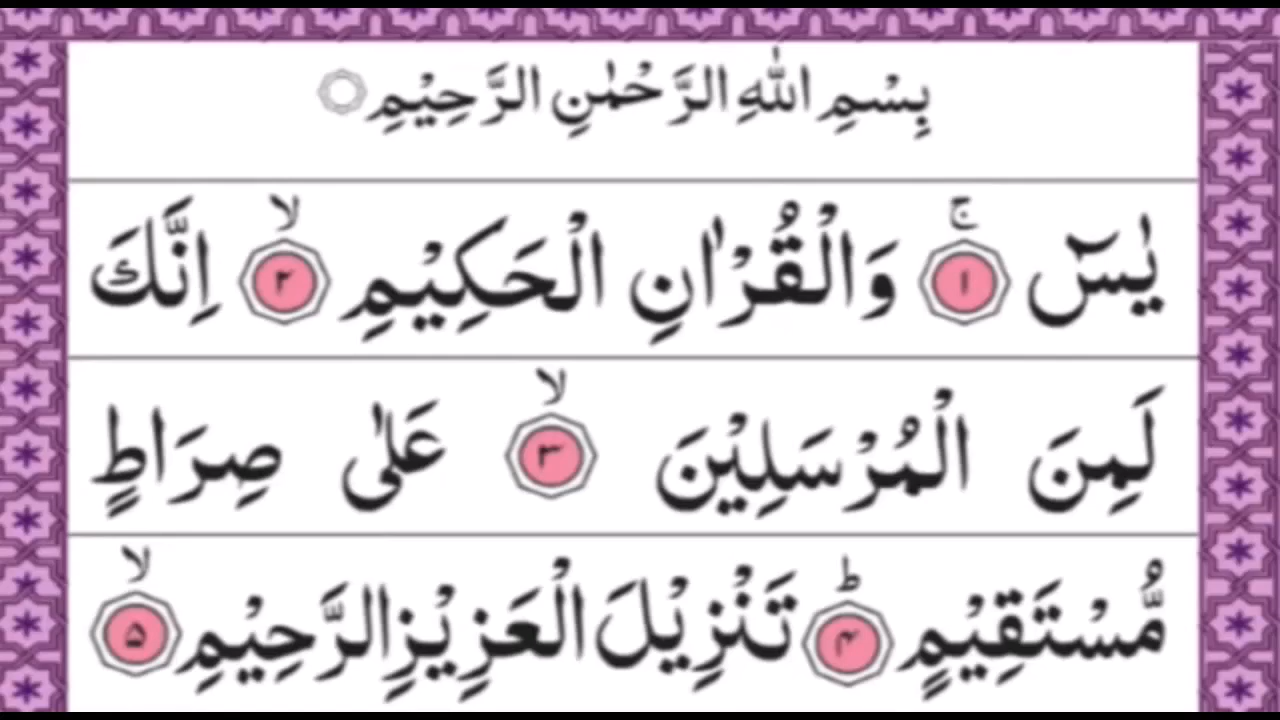 بِسْمِ اللّٰهِ الرَّحْمٰنِ الرَّحِيْمِ
يٰسٓ ۚ ۱ وَالْقُرْاٰنِ الْحَكِيْمِ ۙ ۲ اِنَّكَ
لَمِنَ الْمُرْسَلِيْنَ ۙ ۳ عَلٰى صِرَاطٍ
مُّسْتَقِيْمٍ ؕ ۴ تَنْزِيْلَ الْعَزِيْزِ الرَّحِيْمِ ۙ ۵